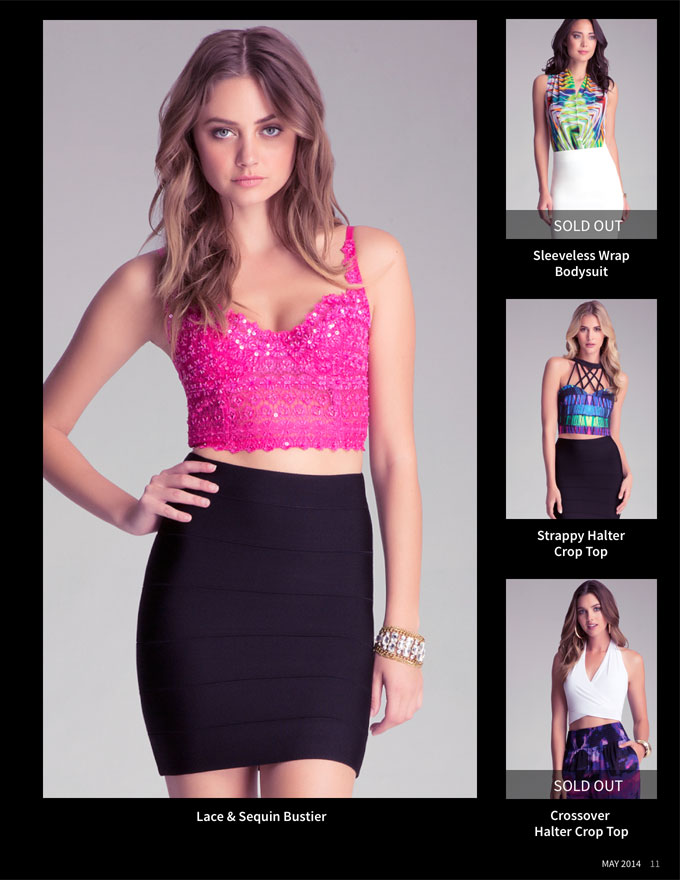 SOLD OUT
Sleeveless Wrap
Bodysuit
Strappy Halter
Crop Top
SOLD OUT
Crossover
Halter Crop Top
Lace & Sequin Bustier
MAY 2014 11